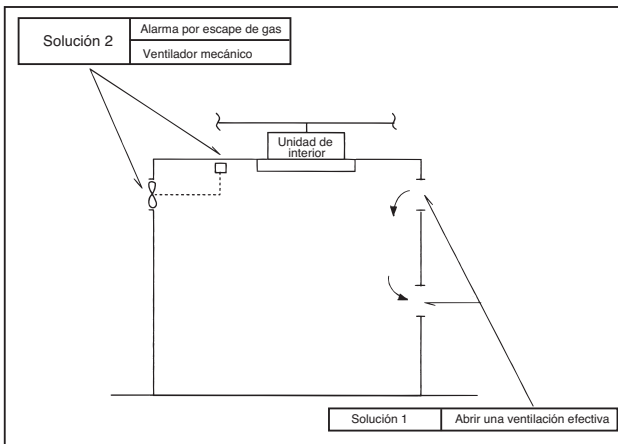 Solución 2
Alarma por escape de gas
Ventilador mecánico
Unidad de
interior
Solución 1
Abrir una ventilación efectiva